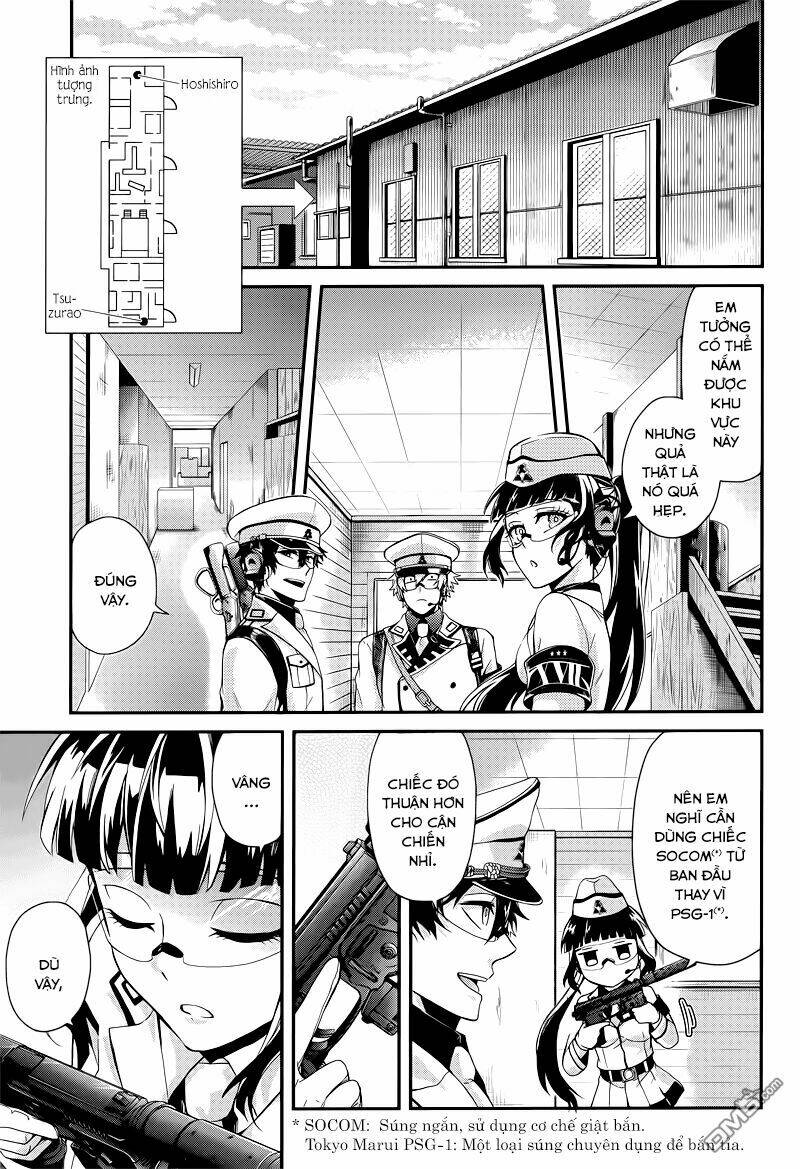 Hình ảnh
tượng
trưng.
Hoshishiro
Tsu-
zurao
EM
TƯỞNG
CÓ THỂ
NẮM
ĐƯỢC
KHU
VỰC
NÀY
NHƯNG
QUẢ
THẬT LÀ
NÓ QUÁ
HẸP.
ĐÚNG
VẬY.
XVII
NÊN EM
NGHĨ CẦN
DÙNG CHIẾC
SOCOM(*) TỪ
BAN ĐẦU
THAY VÌ
PSG-1(*).
CHIẾC ĐÓ
THUẬN HƠN
CHO CẬN
CHIẾN
NHỈ.
VÂNG
...
DÙ
VẬY,
* SOCOM: Súng ngắn, sử dụng cơ chế giật bắn.
Tokyo Marui PSG-1: Một loại súng chuyên dụng để bắn tỉa.